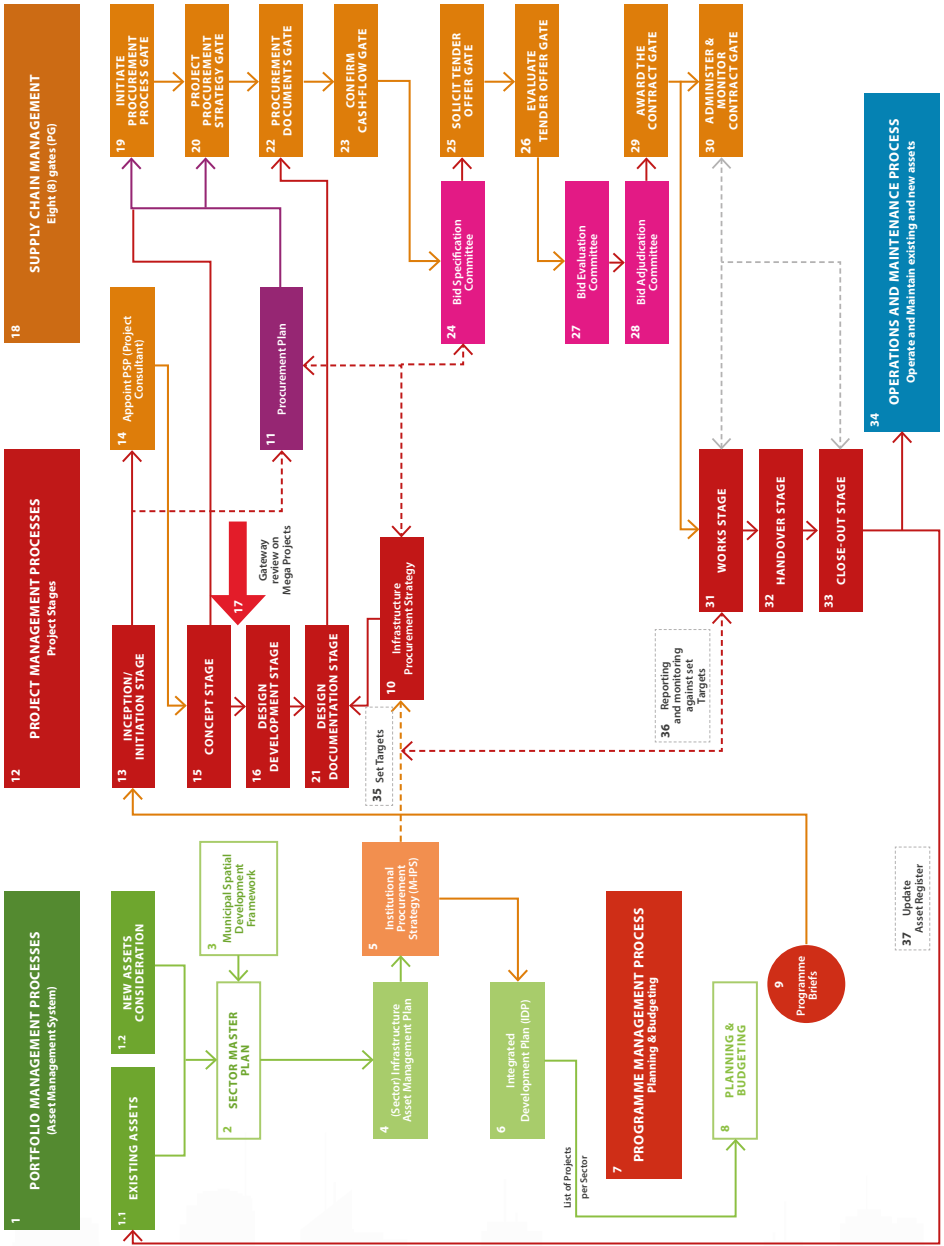 1
PORTFOLIO MANAGEMENT PROCESSES
(Asset Management System)
1.1
EXISTING ASSETS
1.2
NEW ASSETS
CONSIDERATION
2
SECTOR MASTER
PLAN
3
Municipal Spatial
Development
Framework
4
(Sector) Infrastructure
Asset Management Plan
5
Institutional
Procurement
Strategy (M-IPS)
6
Integrated
Development Plan (IDP)
List of Projects
per Sector
7
PROGRAMME MANAGEMENT PROCESS
Planning & Budgeting
8
PLANNING &
BUDGETING
9
Programme
Briefs
12
PROJECT MANAGEMENT PROCESSES
Project Stages
13
INCEPTION/
INITIATION STAGE
14
Appoint PSP (Project
Consultant)
15
CONCEPT STAGE
16
DESIGN
DEVELOPMENT STAGE
17
Gateway
review on
Mega Projects
21
DESIGN
DOCUMENTATION STAGE
35 Set Targets
10
Infrastructure
Procurement Strategy
11
Procurement Plan
36 Reporting
and monitoring
against set
Targets
31
WORKS STAGE
32
HANDOVER STAGE
33
CLOSE-OUT STAGE
37 Update
Asset Register
18
SUPPLY CHAIN MANAGEMENT
Eight (8) gates (PG)
19
INITIATE
PROCUREMENT
PROCESS GATE
20
PROJECT
PROCUREMENT
STRATEGY GATE
22
PROCUREMENT
DOCUMENTS GATE
23
CONFIRM
CASH-FLOW GATE
24
Bid Specification
Committee
25
SOLLICIT TENDER
OFFER GATE
26
EVALUATE
TENDER OFFER GATE
27
Bid Evaluation
Committee
28
Bid Adjudication
Committee
29
AWARD THE
CONTRACT GATE
30
ADMINISTER &
MONITOR
CONTRACT GATE
34
OPERATIONS AND MAINTENANCE PROCESS
Operate and Maintain existing and new assets